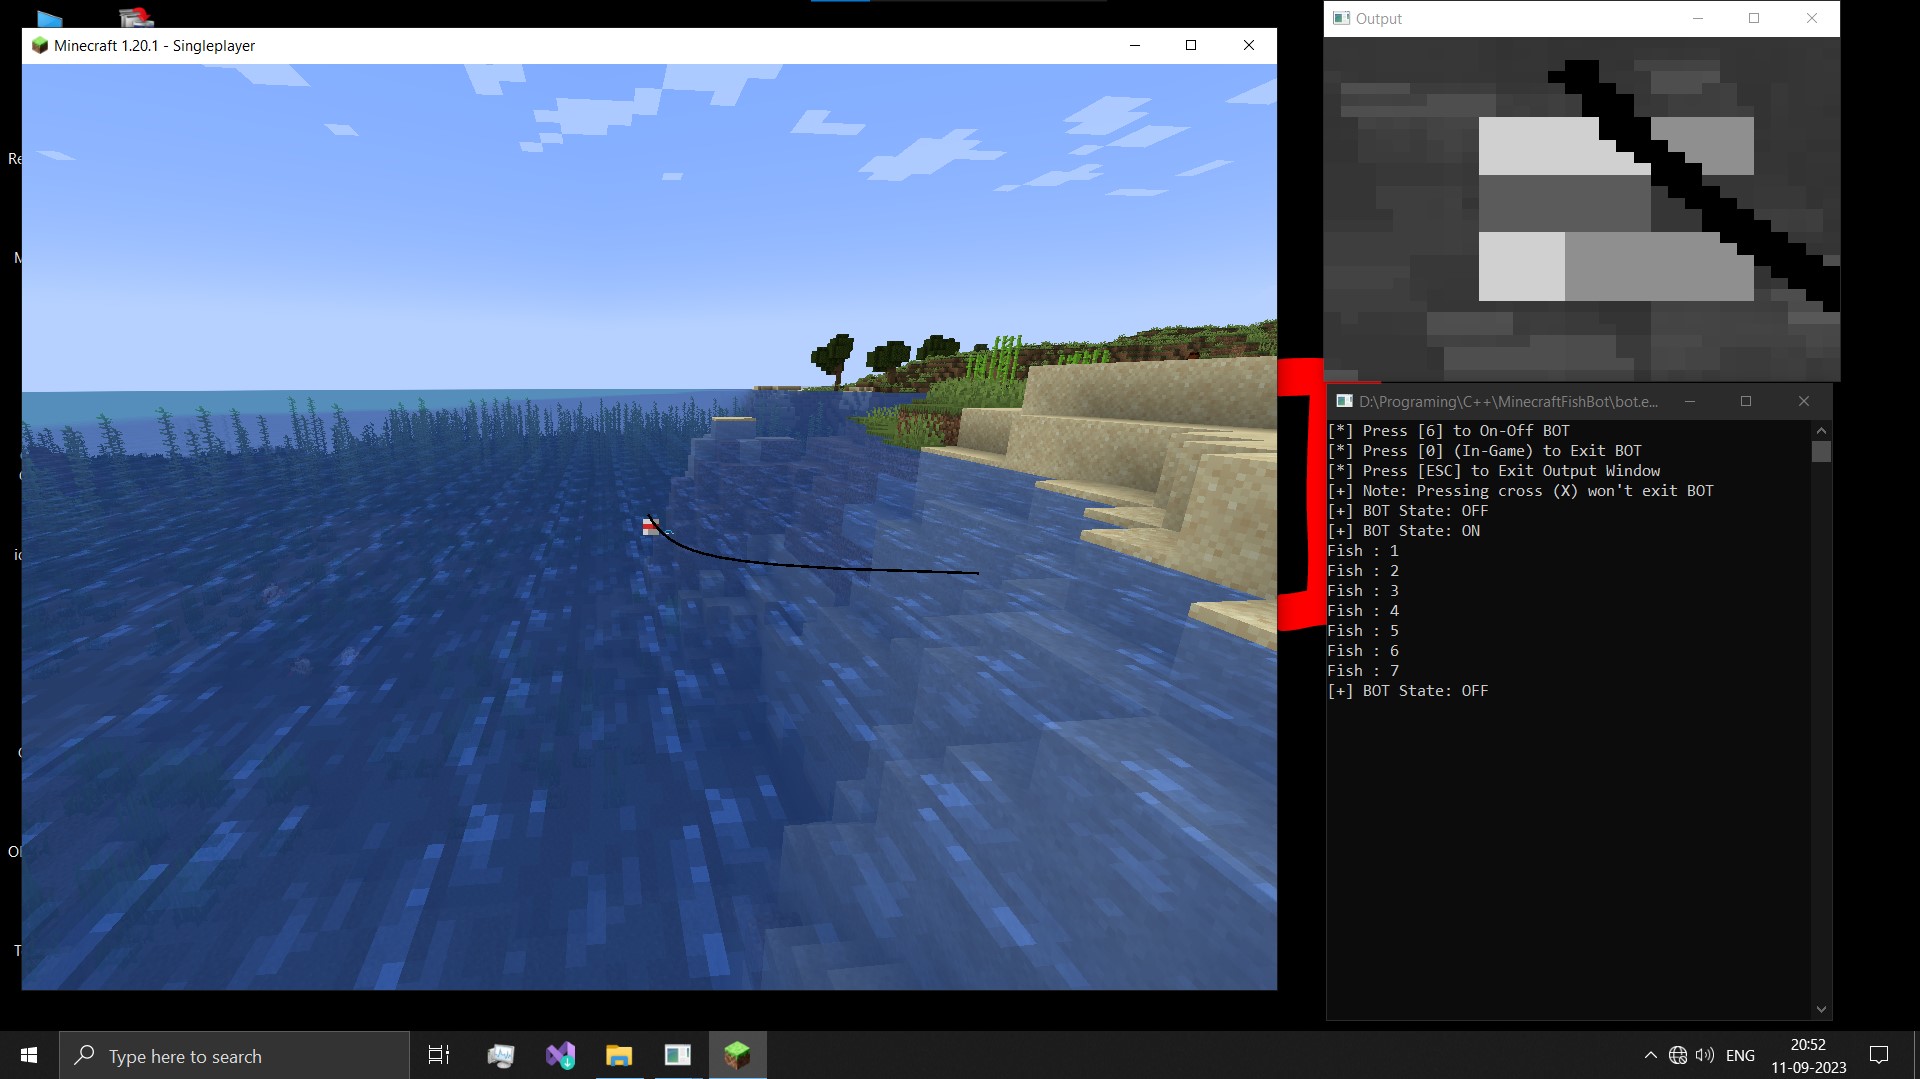 Minecraft 1.20.1 - Singleplayer
Output
D:\Programing\C++\MinecraftFishBot\bot.e...
[*] Press [6] to On-Off BOT
[*] Press [0] (In-Game) to Exit BOT
[*] Press [ESC] to Exit Output Window
[+] Note: Pressing cross (X) won't exit BOT
[+] BOT State: OFF
[+] BOT State: ON
Fish : 1
Fish : 2
Fish : 3
Fish : 4
Fish : 5
Fish : 6
Fish : 7
[+] BOT State: OFF
Type here to search
ENG
20:52
11-09-2023